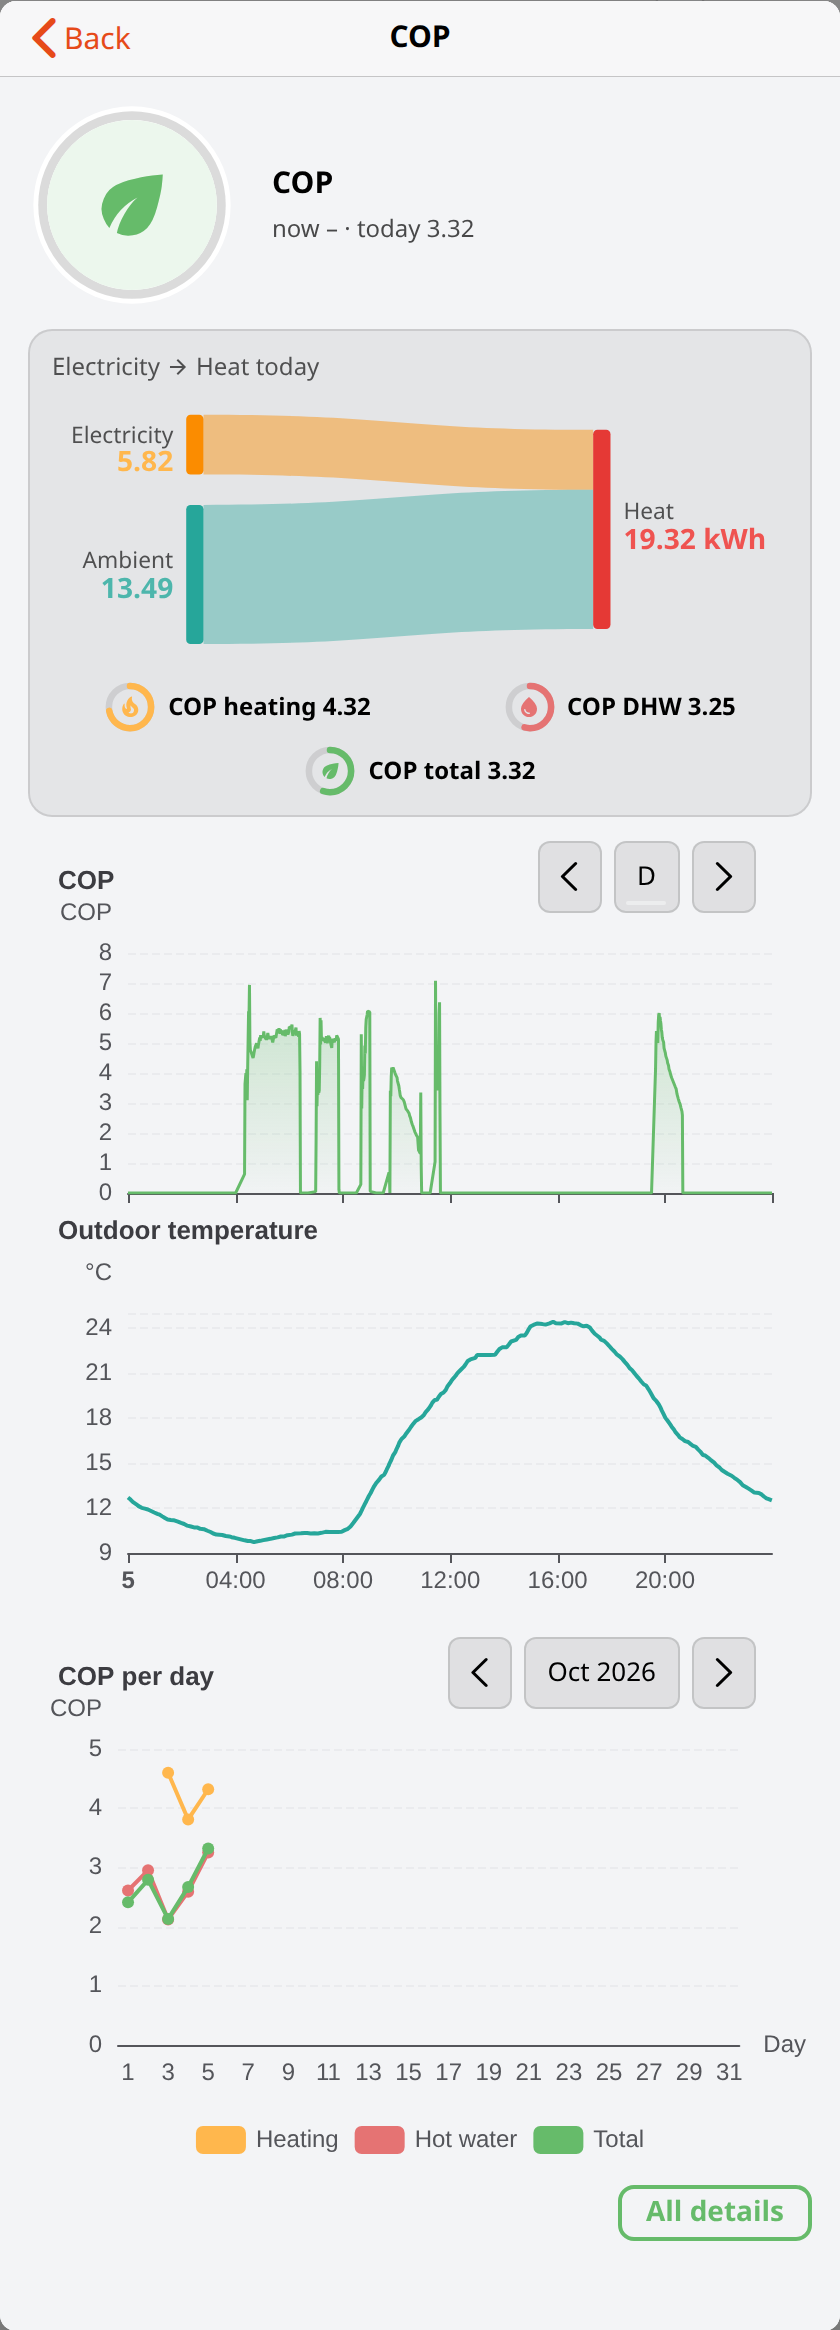 Back
COP
COP
now – · today 3.32
Electricity → Heat today
Electricity
5.82
Ambient
13.49
Heat
19.32 kWh
COP heating 4.32
COP DHW 3.25
COP total 3.32
COP
D
COP
8
7
6
5
4
3
2
1
0
Outdoor temperature
°C
24
21
18
15
12
9
5 04:00 08:00 12:00 16:00 20:00
COP per day
Oct 2026
COP
5
4
3
2
1
0
Day
1 3 5 7 9 11 13 15 17 19 21 23 25 27 29 31
Heating Hot water Total
All details